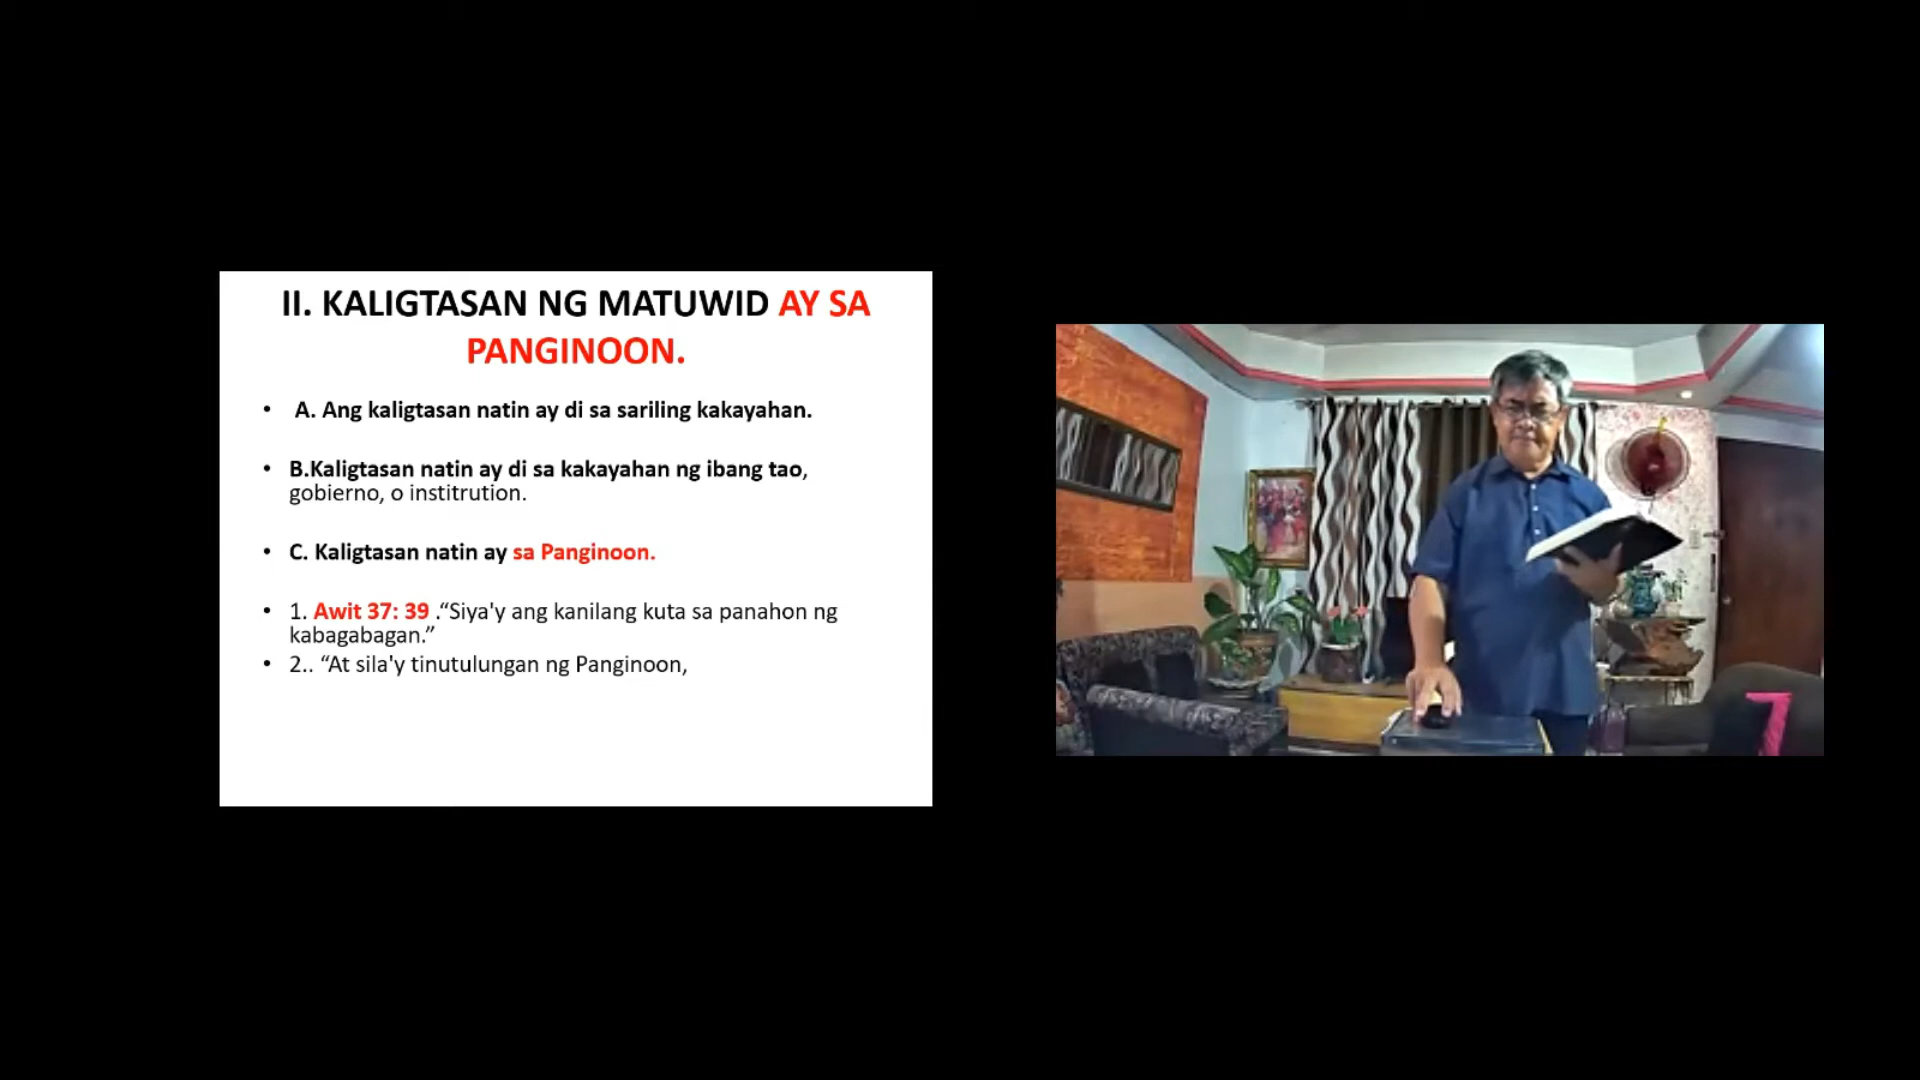 II. KALIGTASAN NG MATUWID AY SA
PANGINOON.
• A. Ang kaligtasan natin ay di sa sariling kakayahan.
• B.Kaligtasan natin ay di sa kakayahan ng ibang tao,
gobierno, o institrution.
• C. Kaligtasan natin ay sa Panginoon.
• 1. Awit 37: 39 .“Siya'y ang kanilang kuta sa panahon ng
kabagabagan.”
• 2.. “At sila'y tinutulungan ng Panginoon,